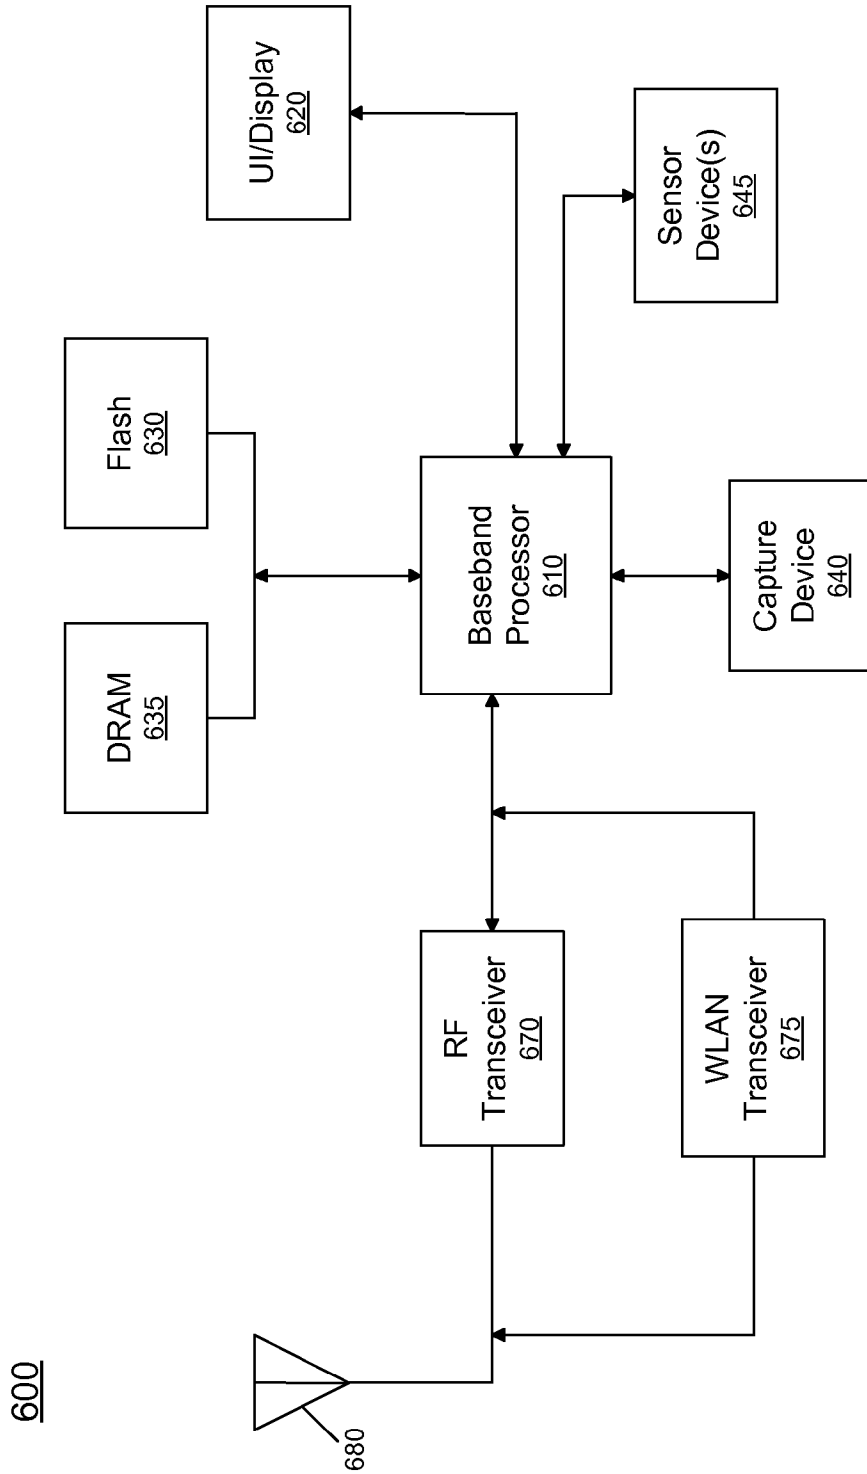 600
680
DRAM
635
Flash
630
UI/Display
620
RF
Transceiver
670
Baseband
Processor
610
Sensor
Device(s)
645
WLAN
Transceiver
675
Capture
Device
640